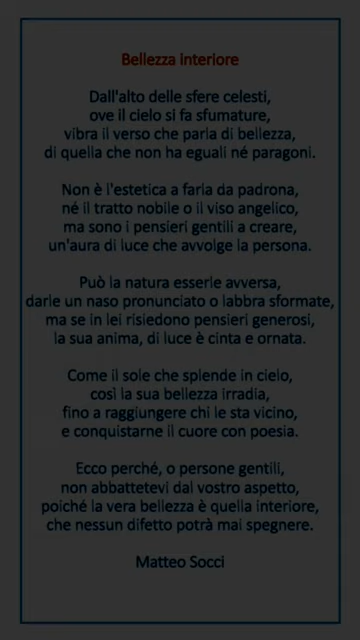 Bellezza interiore
Dall'alto delle sfere celesti,
ove il cielo si fa sfumature,
vibra il verso che parla di bellezza,
di quella che non ha eguali né paragoni.
Non è l'estetica a farla da padrona,
né il tratto nobile o il viso angelico,
ma sono i pensieri gentili a creare,
un'aura di luce che avvolge la persona.
Può la natura esserle avversa,
darle un naso pronunciato o labbra sformate,
ma se in lei risiedono pensieri generosi,
la sua anima, di luce è cinta e ornata.
Come il sole che splende in cielo,
così la sua bellezza irradia,
fino a raggiungere chi le sta vicino,
e conquistarne il cuore con poesia.
Ecco perché, o persone gentili,
non abbattetevi dal vostro aspetto,
poiché la vera bellezza è quella interiore,
che nessun difetto potrà mai spegnere.
Matteo Socci